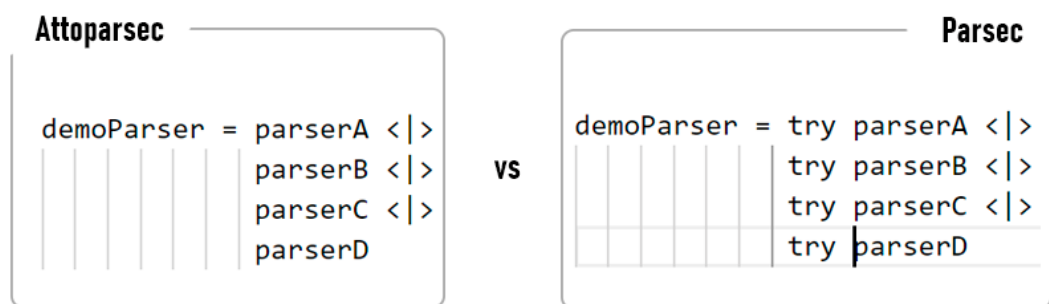 Attoparsec
demoParser = parserA <|>
parserB <|>
parserC <|>
parserD
vs
Parsec
demoParser = try parserA <|>
try parserB <|>
try parserC <|>
try parserD